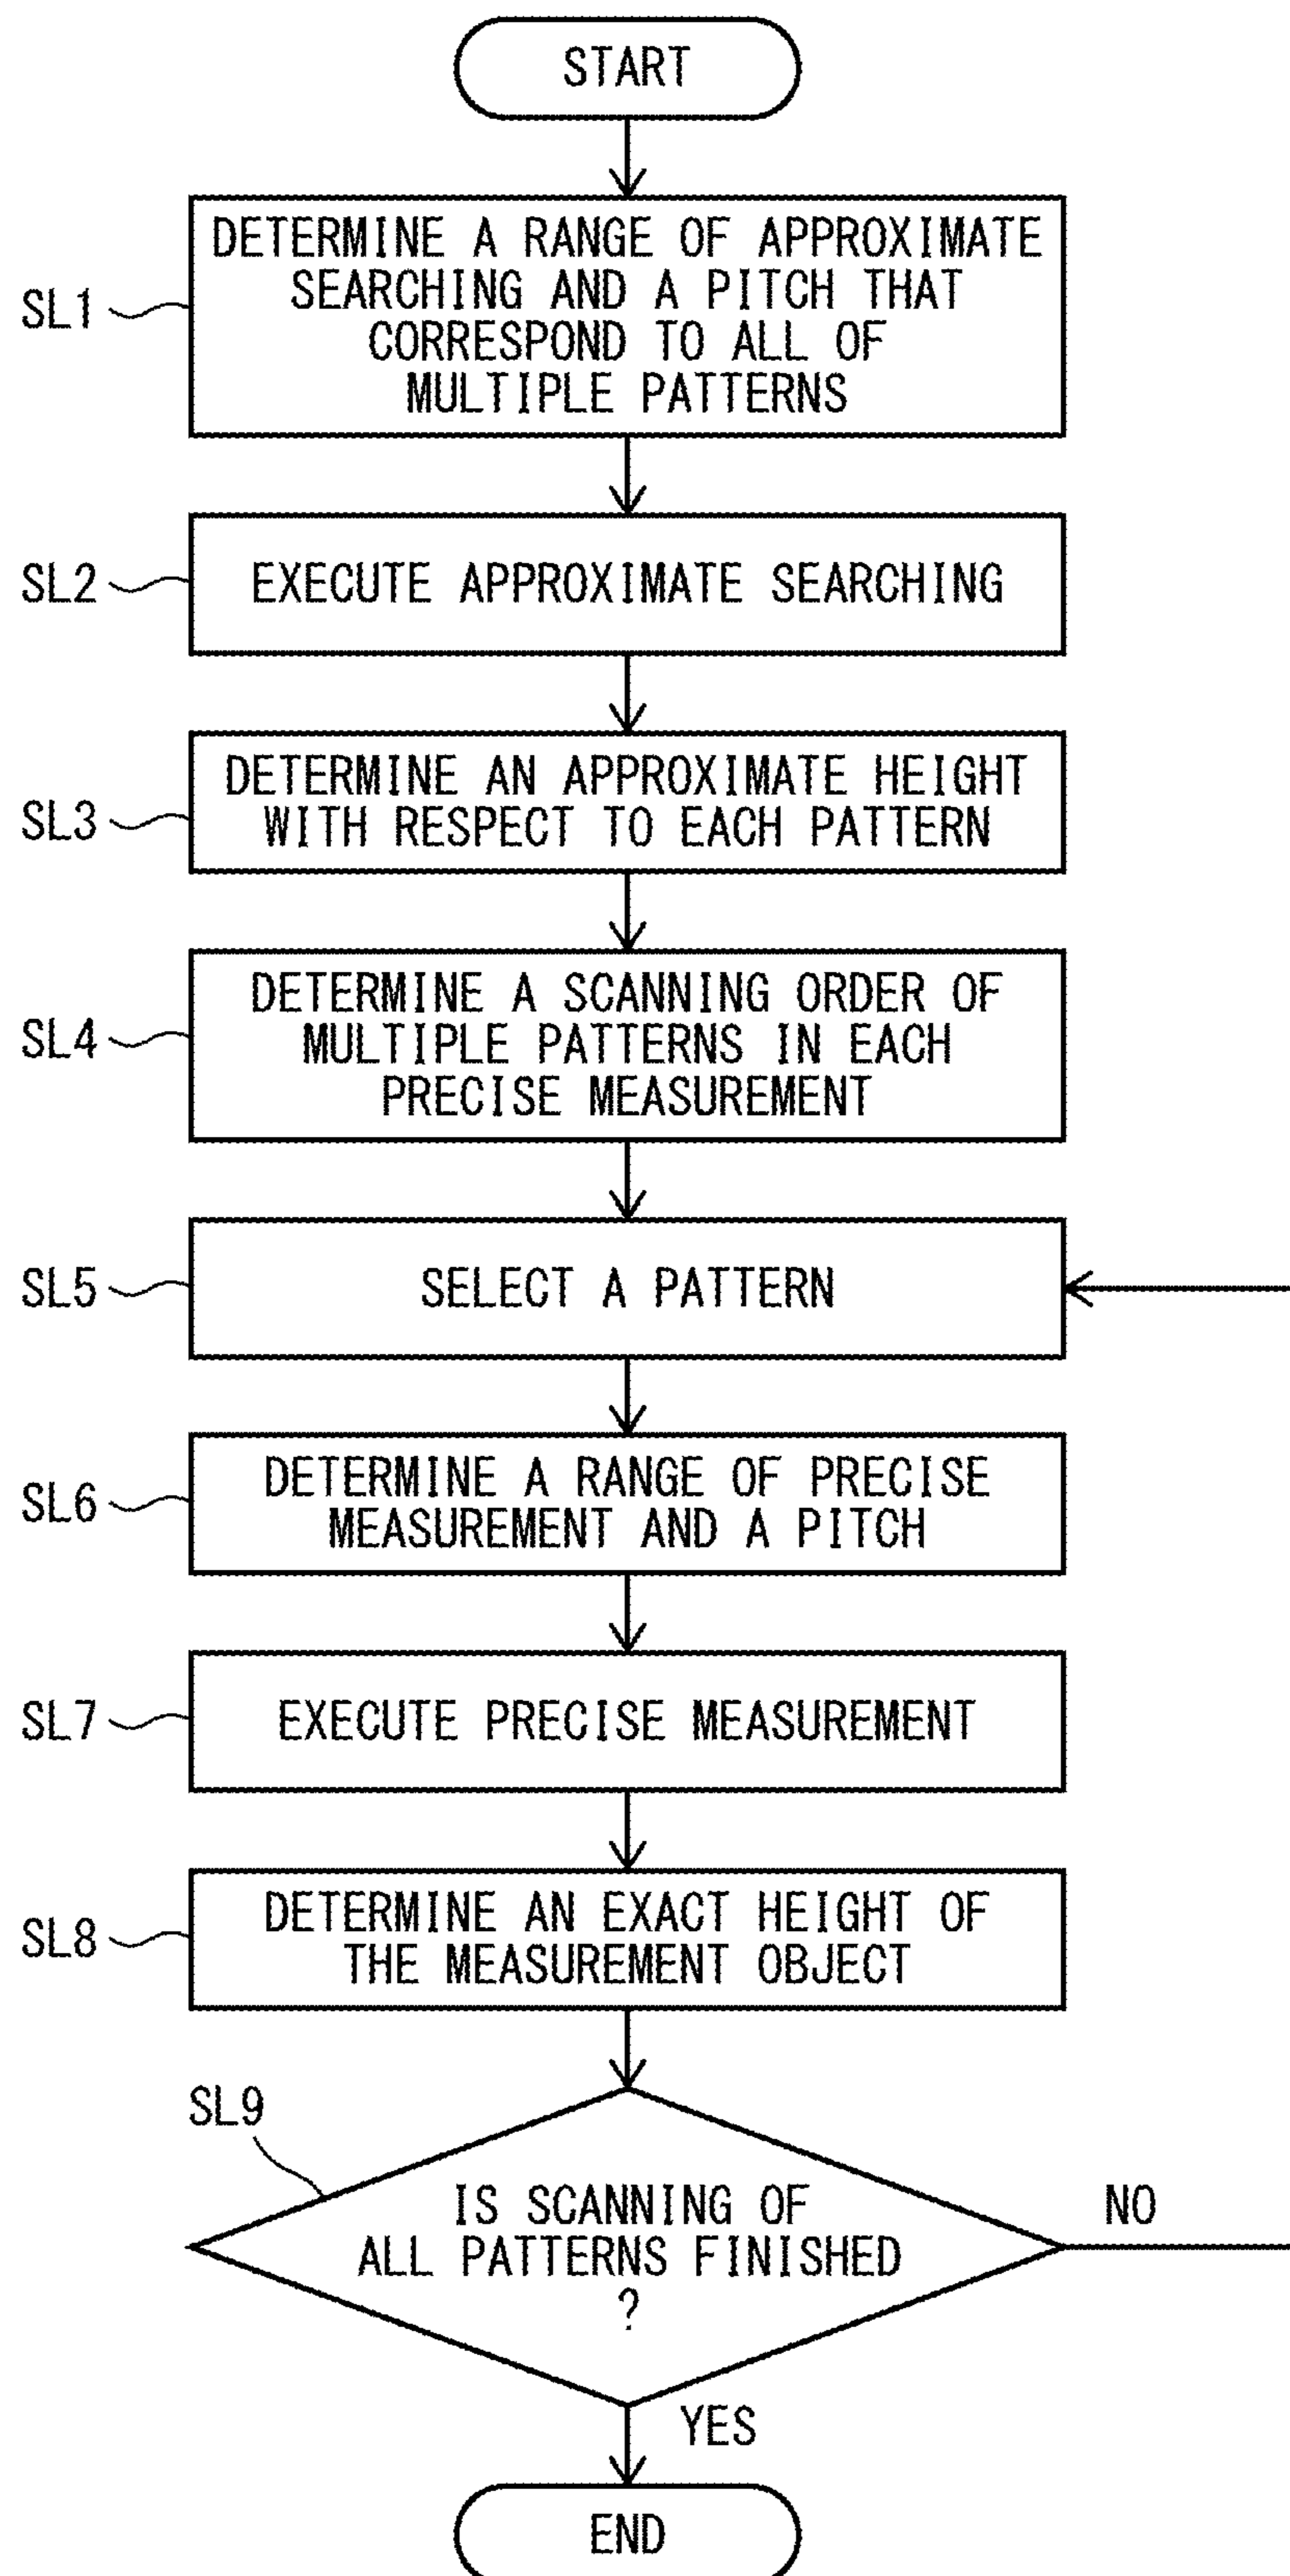 START
SL1
DETERMINE A RANGE OF APPROXIMATE
SEARCHING AND A PITCH THAT
CORRESPOND TO ALL OF
MULTIPLE PATTERNS
SL2
EXECUTE APPROXIMATE SEARCHING
SL3
DETERMINE AN APPROXIMATE HEIGHT
WITH RESPECT TO EACH PATTERN
SL4
DETERMINE A SCANNING ORDER OF
MULTIPLE PATTERNS IN EACH
PRECISE MEASUREMENT
SL5
SELECT A PATTERN
SL6
DETERMINE A RANGE OF PRECISE
MEASUREMENT AND A PITCH
SL7
EXECUTE PRECISE MEASUREMENT
SL8
DETERMINE AN EXACT HEIGHT OF
THE MEASUREMENT OBJECT
SL9
IS SCANNING OF
ALL PATTERNS FINISHED
?
NO
YES
END